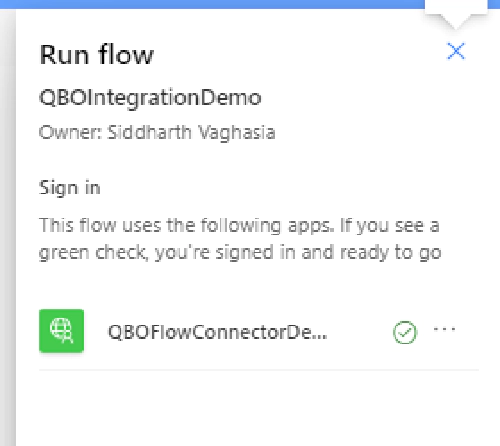 Run flow
QBOIntegrationDemo
Owner: Siddharth Vaghasia
Sign in
This flow uses the following apps. If you see a
green check, you're signed in and ready to go
QBOFlowConnectorDe...